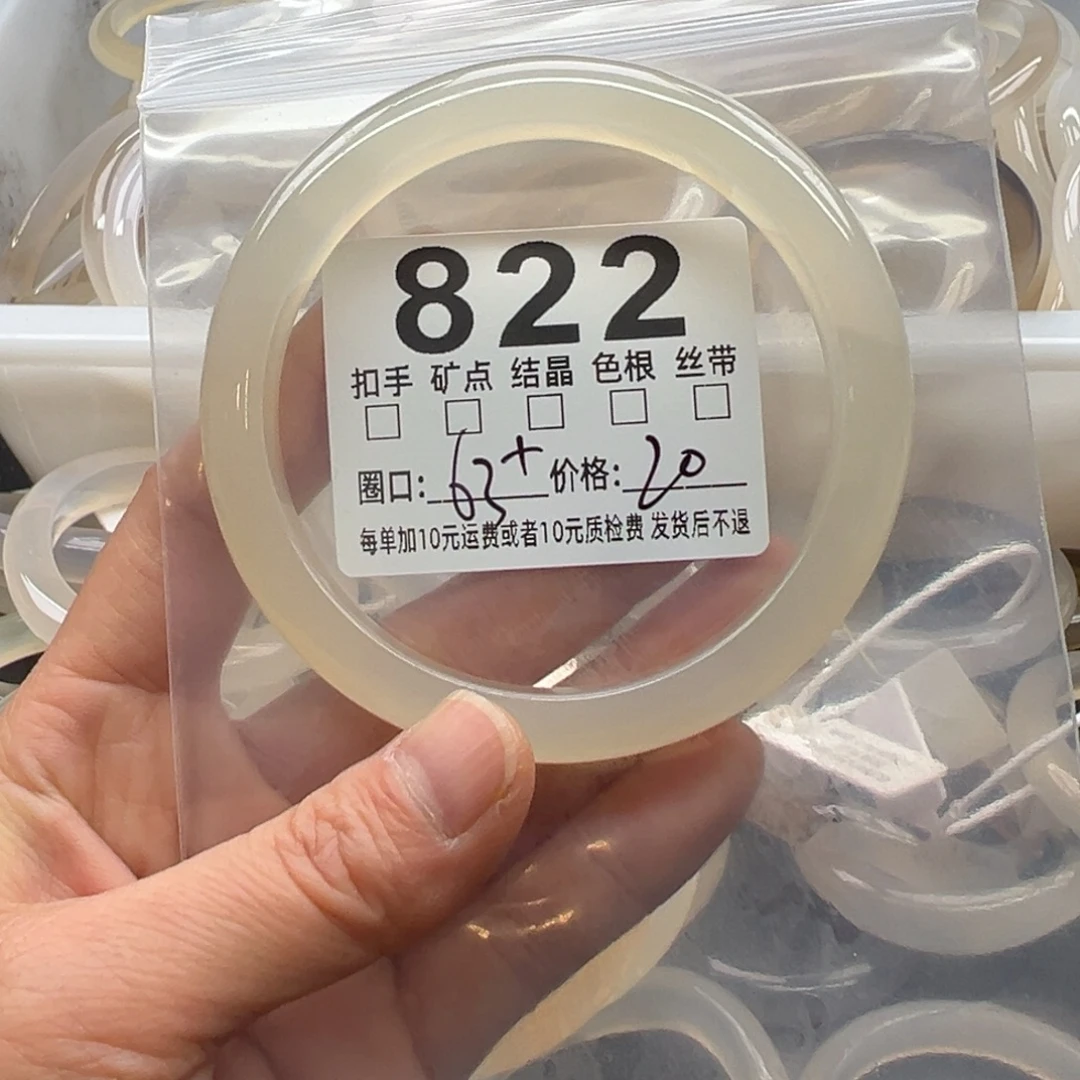 822
扣手 矿点 结晶 色根 丝带
圈口: 63+ 价格: 20
每单加10元运费或者10元质检费 发货后不退